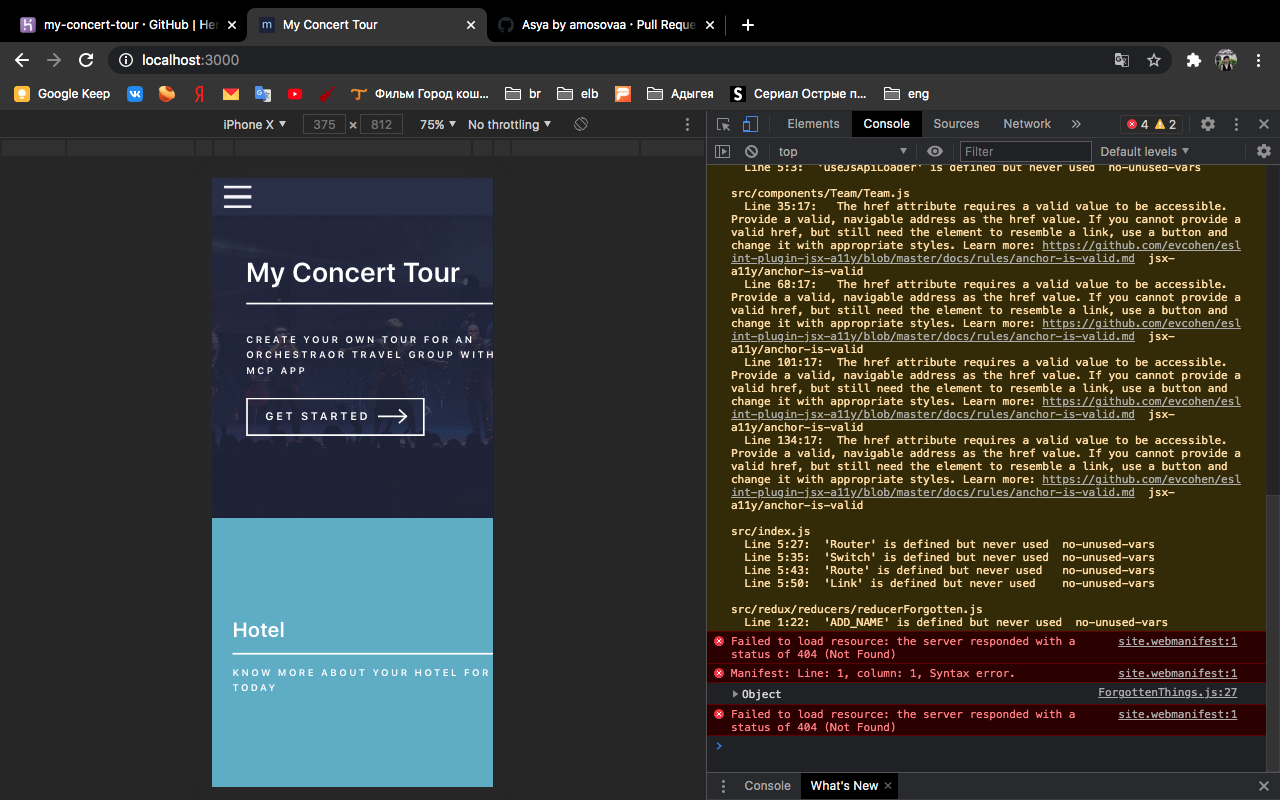 my-concert-tour · GitHub | Her
My Concert Tour
Asya by amosovaa · Pull Reque
localhost:3000
Google Keep
Фильм Город кош...
br
elb
Адыгея
Сериал Острые п...
eng
iPhone X
375
×
812
75%
No throttling
Elements
Console
Sources
Network
4
2
top
Filter
Default levels
My Concert Tour
CREATE YOUR OWN TOUR FOR AN
ORCHESTRAOR TRAVEL GROUP WITH
MCP APP
GET STARTED
Hotel
KNOW MORE ABOUT YOUR HOTEL FOR
TODAY
Line 5:3: 'useJsApiLoader' is defined but never used no-unused-vars
src/components/Team/Team.js
Line 35:17: The href attribute requires a valid value to be accessible.
Provide a valid, navigable address as the href value. If you cannot provide a
valid href, but still need the element to resemble a link, use a button and
change it with appropriate styles. Learn more: https://github.com/evcohen/esl
int-plugin-jsx-a11y/blob/master/docs/rules/anchor-is-valid.md jsx-
a11y/anchor-is-valid
Line 68:17: The href attribute requires a valid value to be accessible.
Provide a valid, navigable address as the href value. If you cannot provide a
valid href, but still need the element to resemble a link, use a button and
change it with appropriate styles. Learn more: https://github.com/evcohen/esl
int-plugin-jsx-a11y/blob/master/docs/rules/anchor-is-valid.md jsx-
a11y/anchor-is-valid
Line 101:17: The href attribute requires a valid value to be accessible.
Provide a valid, navigable address as the href value. If you cannot provide a
valid href, but still need the element to resemble a link, use a button and
change it with appropriate styles. Learn more: https://github.com/evcohen/esl
int-plugin-jsx-a11y/blob/master/docs/rules/anchor-is-valid.md jsx-
a11y/anchor-is-valid
Line 134:17: The href attribute requires a valid value to be accessible.
Provide a valid, navigable address as the href value. If you cannot provide a
valid href, but still need the element to resemble a link, use a button and
change it with appropriate styles. Learn more: https://github.com/evcohen/esl
int-plugin-jsx-a11y/blob/master/docs/rules/anchor-is-valid.md jsx-
a11y/anchor-is-valid
src/index.js
Line 5:27: 'Router' is defined but never used no-unused-vars
Line 5:35: 'Switch' is defined but never used no-unused-vars
Line 5:43: 'Route' is defined but never used no-unused-vars
Line 5:50: 'Link' is defined but never used no-unused-vars
src/redux/reducers/reducerForgotten.js
Line 1:22: 'ADD_NAME' is defined but never used no-unused-vars
Failed to load resource: the server responded with a site.webmanifest:1
status of 404 (Not Found)
Manifest: Line: 1, column: 1, Syntax error. site.webmanifest:1
Object ForgottenThings.js:27
Failed to load resource: the server responded with a site.webmanifest:1
status of 404 (Not Found)
Console
What's New